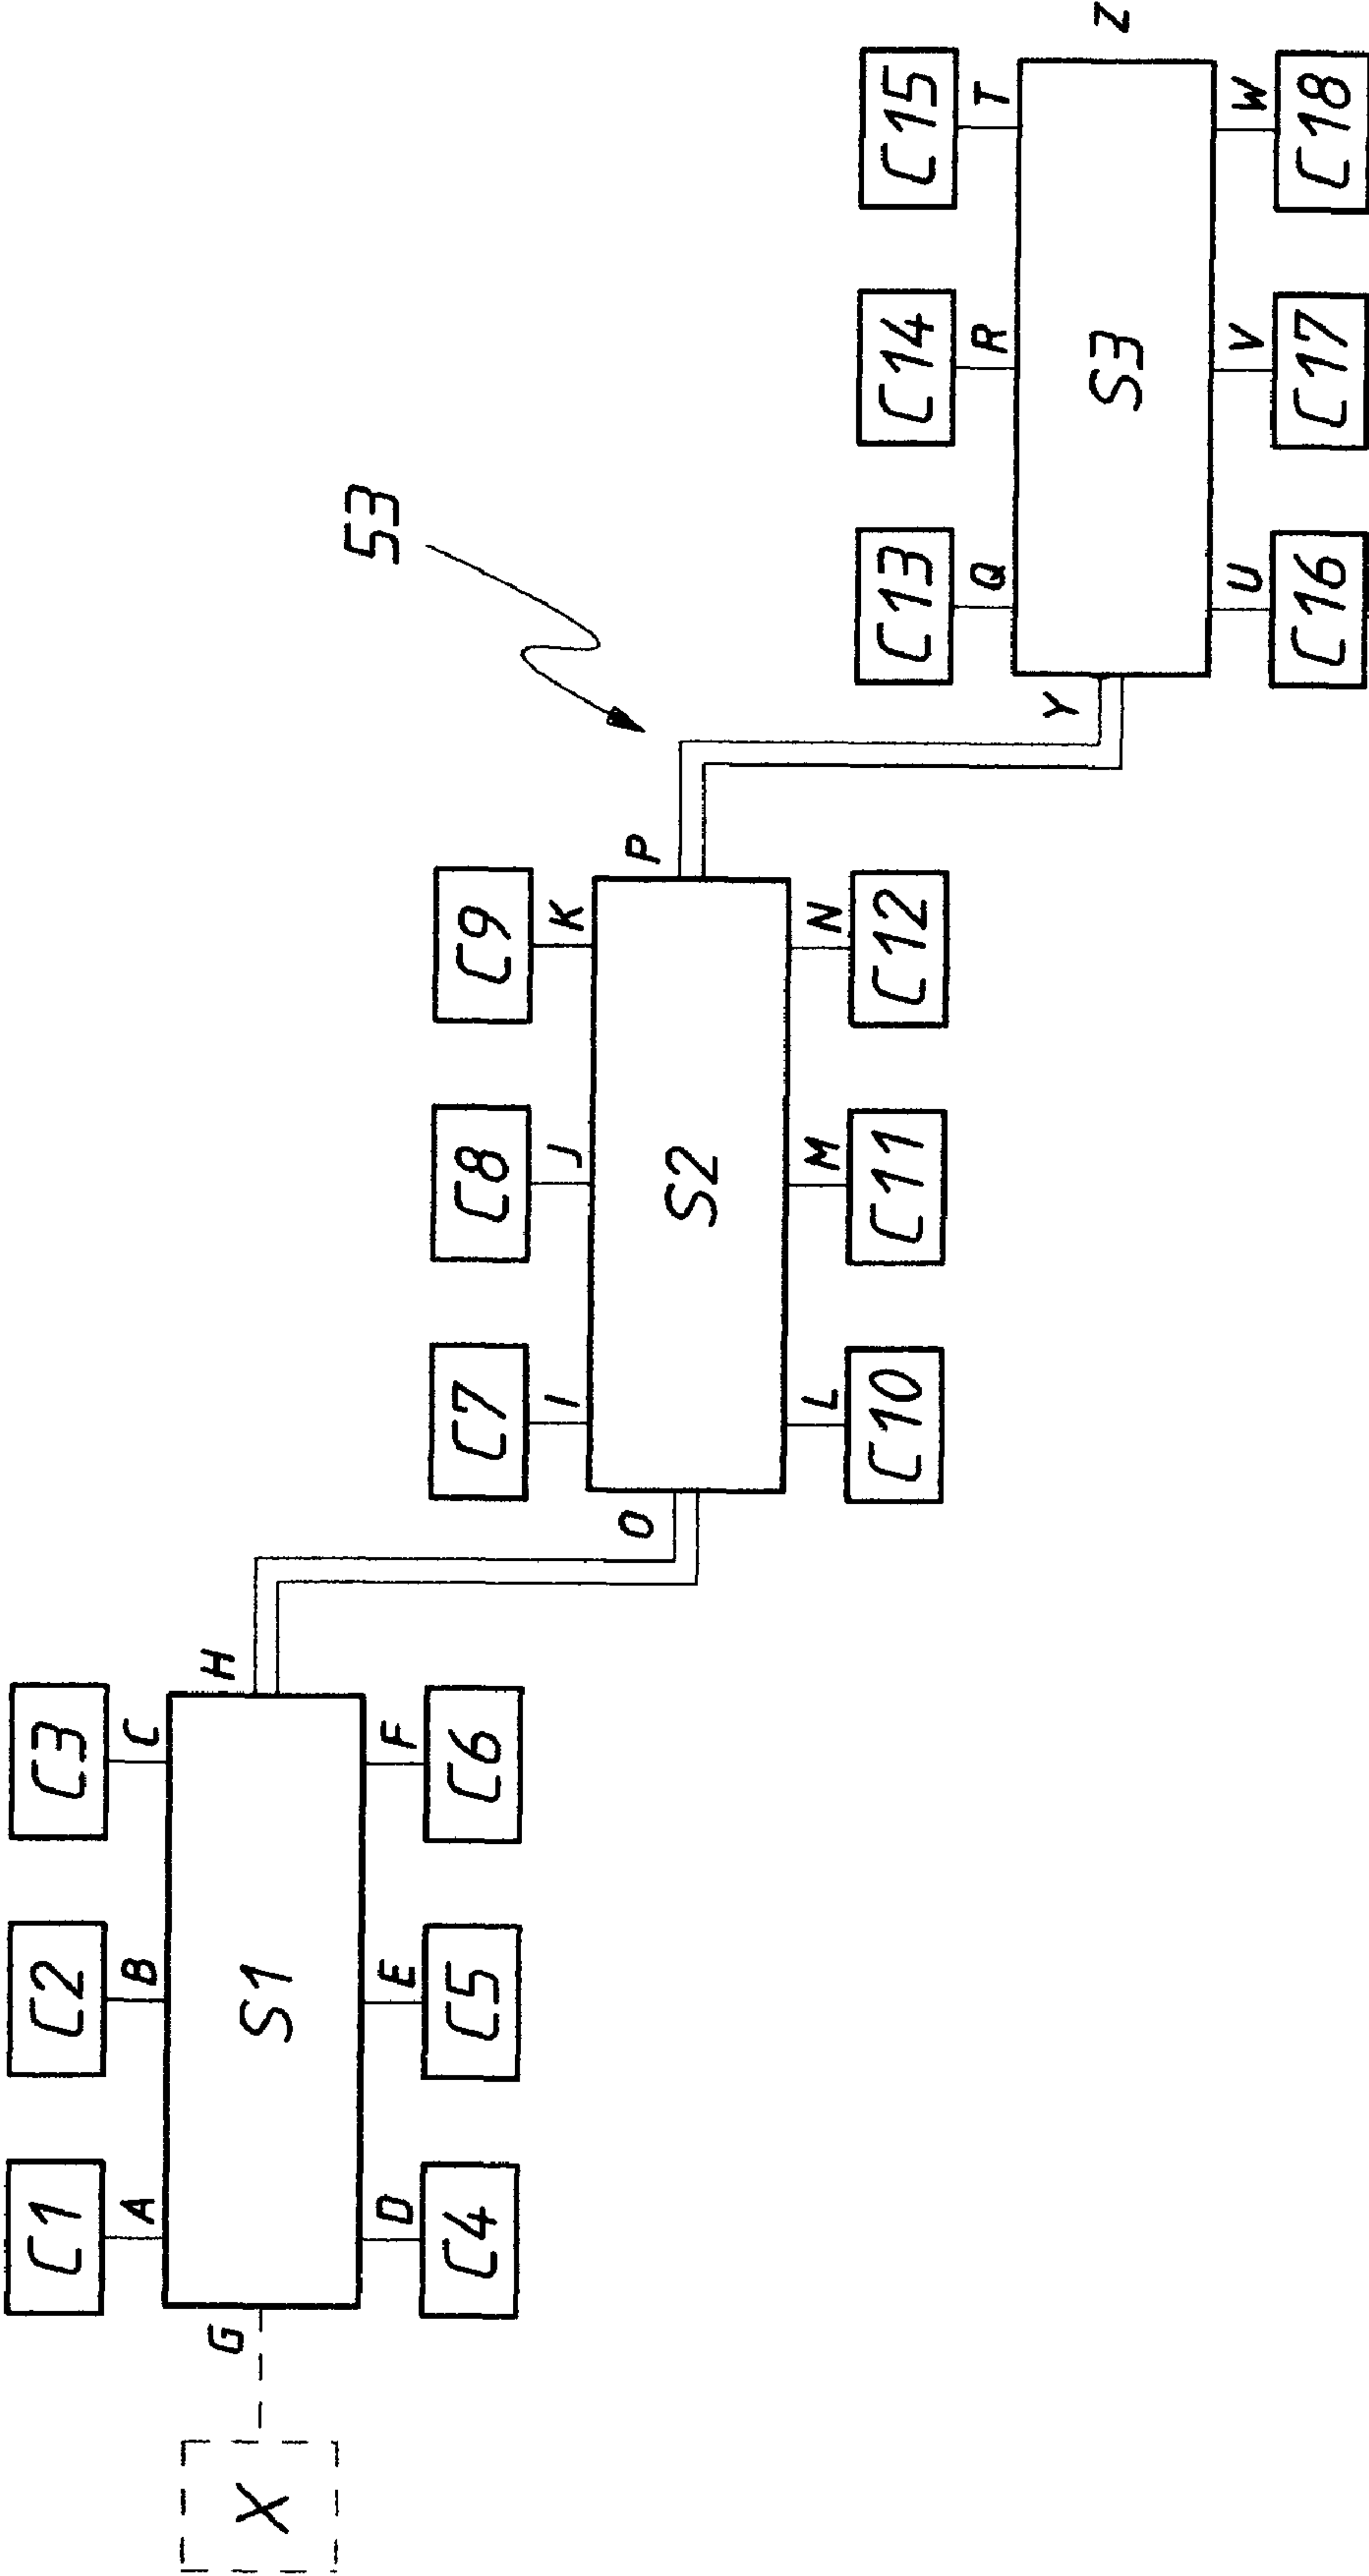 53
C1 C2 C3
A B C
G S1 H
X
D E F
C4 C5 C6
C7 C8 C9
I J K
O S2 P
L M N
C10 C11 C12
C13 C14 C15
Q R T
Y S3 Z
U V W
C16 C17 C18